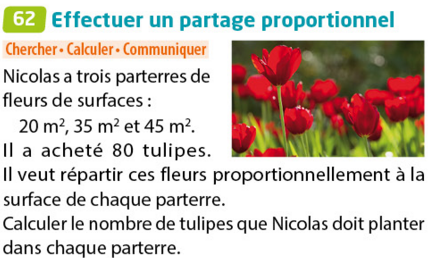 62 Effectuer un partage proportionnel
Chercher • Calculer • Communiquer
Nicolas a trois parterres de
fleurs de surfaces :
20 m², 35 m² et 45 m².
Il a acheté 80 tulipes.
Il veut répartir ces fleurs proportionnellement à la
surface de chaque parterre.
Calculer le nombre de tulipes que Nicolas doit planter
dans chaque parterre.